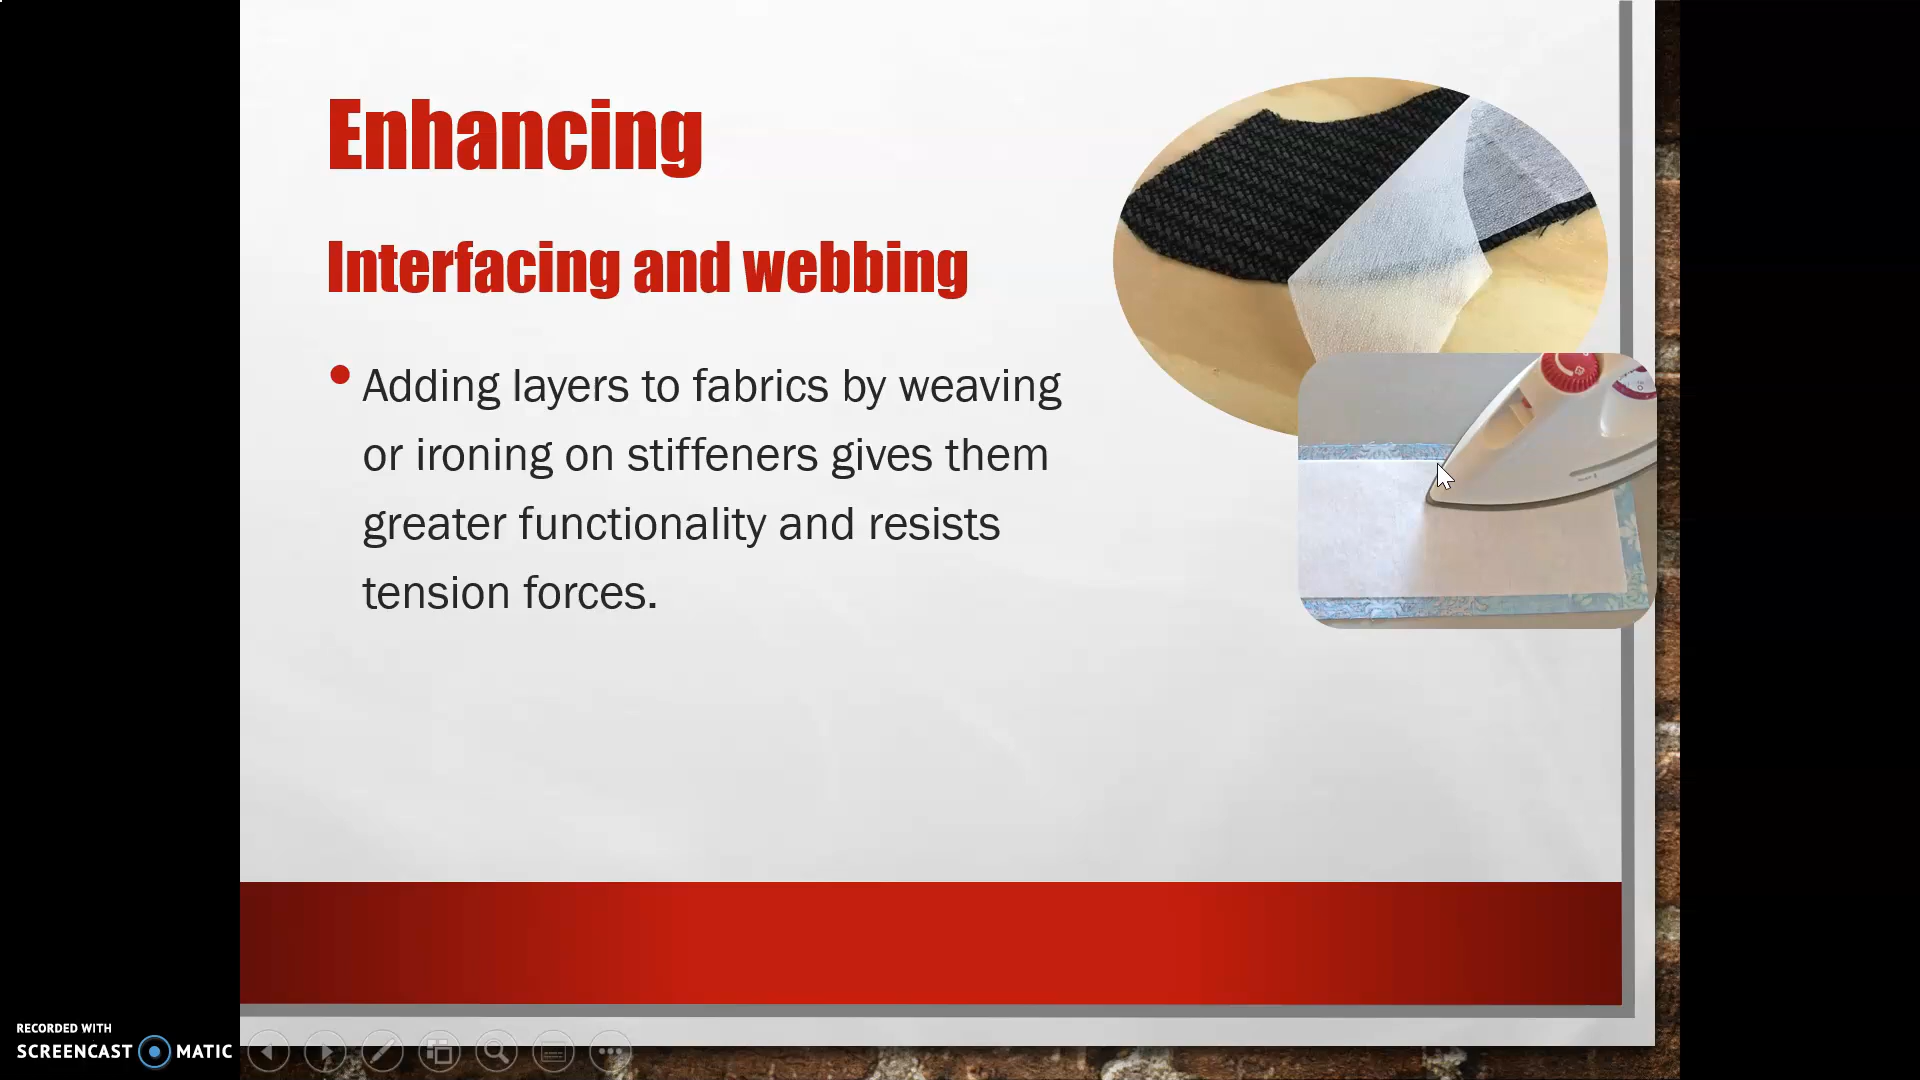 Enhancing
Interfacing and webbing
Adding layers to fabrics by weaving
or ironing on stiffeners gives them
greater functionality and resists
tension forces.
RECORDED WITH
SCREENCAST MATIC